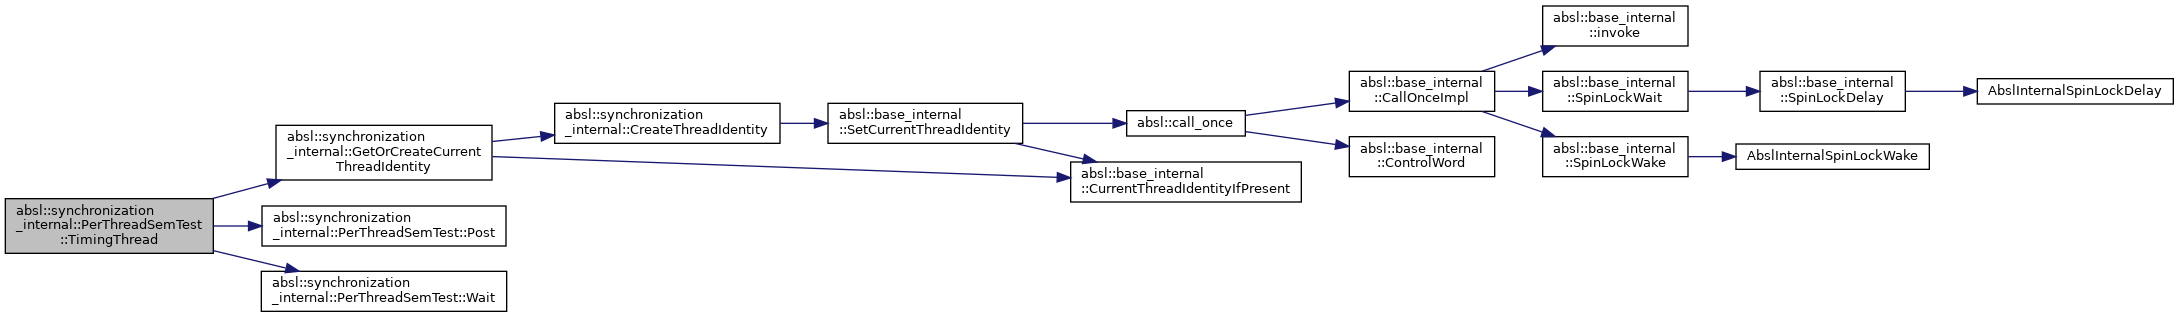 absl::synchronization
_internal::PerThreadSemTest
::TimingThread
absl::synchronization
_internal::GetOrCreateCurrent
ThreadIdentity
absl::synchronization
_internal::PerThreadSemTest::Post
absl::synchronization
_internal::PerThreadSemTest::Wait
absl::synchronization
_internal::CreateThreadIdentity
absl::base_internal
::SetCurrentThreadIdentity
absl::base_internal
::CurrentThreadIdentityIfPresent
absl::call_once
absl::base_internal
::CallOnceImpl
absl::base_internal
::ControlWord
absl::base_internal
::invoke
absl::base_internal
::SpinLockWait
absl::base_internal
::SpinLockWake
absl::base_internal
::SpinLockDelay
AbslInternalSpinLockWake
AbslInternalSpinLockDelay